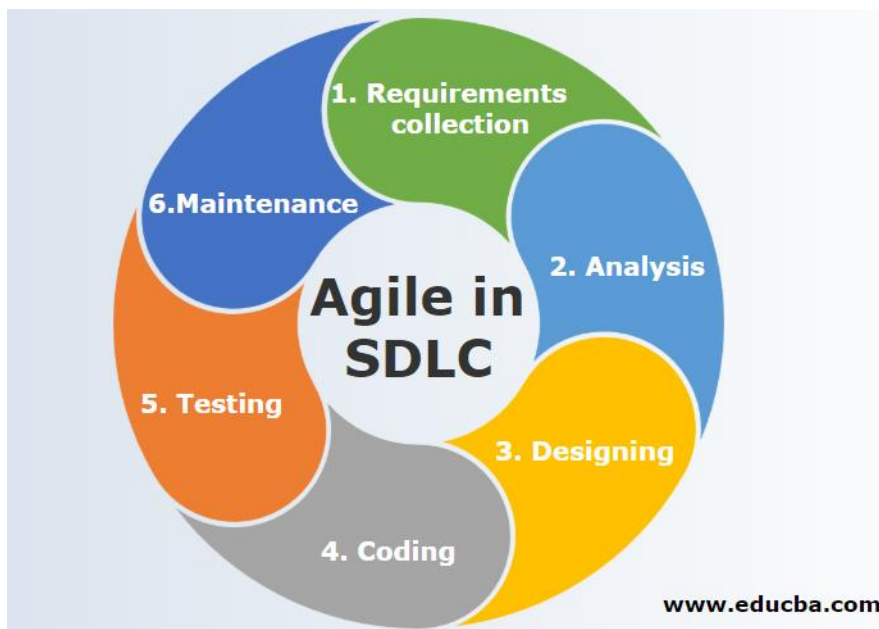 1. Requirements
collection
2. Analysis
3. Designing
4. Coding
5. Testing
6.Maintenance
Agile in
SDLC
www.educba.com